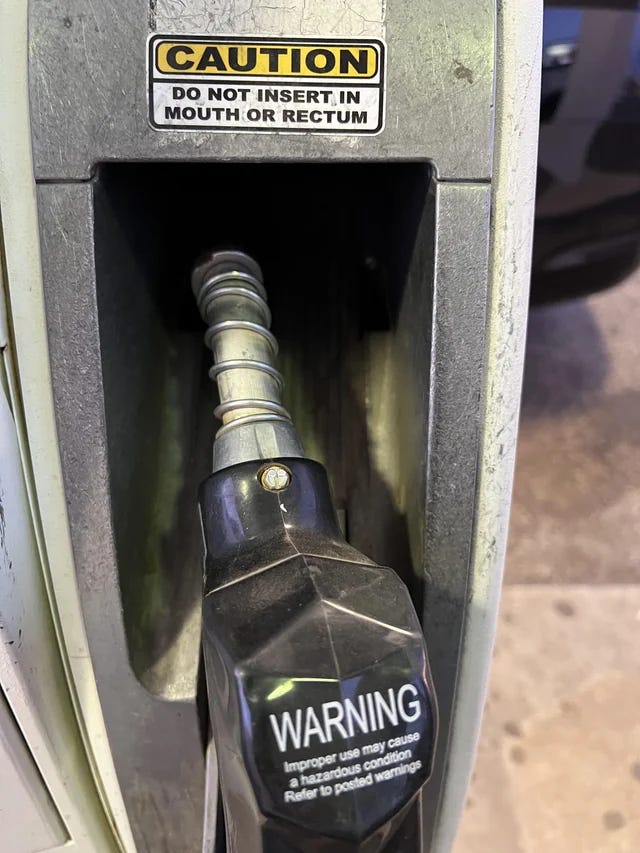 CAUTION
DO NOT INSERT IN
MOUTH OR RECTUM
WARNING
Improper use may cause
a hazardous condition
Refer to posted warnings